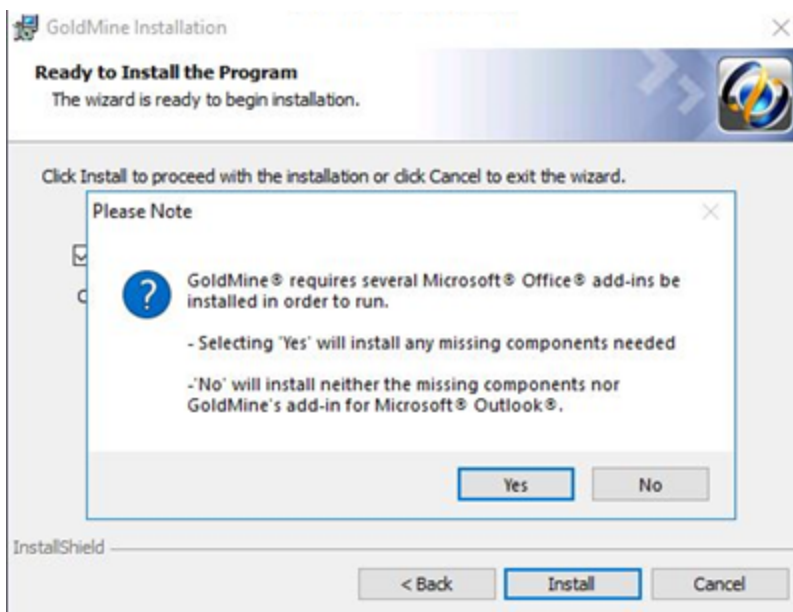 GoldMine Installation
Ready to Install the Program
The wizard is ready to begin installation.
Click Install to proceed with the installation or click Cancel to exit the wizard.
Please Note
GoldMine® requires several Microsoft® Office® add-ins be
installed in order to run.
- Selecting 'Yes' will install any missing components needed
-'No' will install neither the missing components nor
GoldMine's add-in for Microsoft® Outlook®.
Yes
No
InstallShield
< Back
Install
Cancel